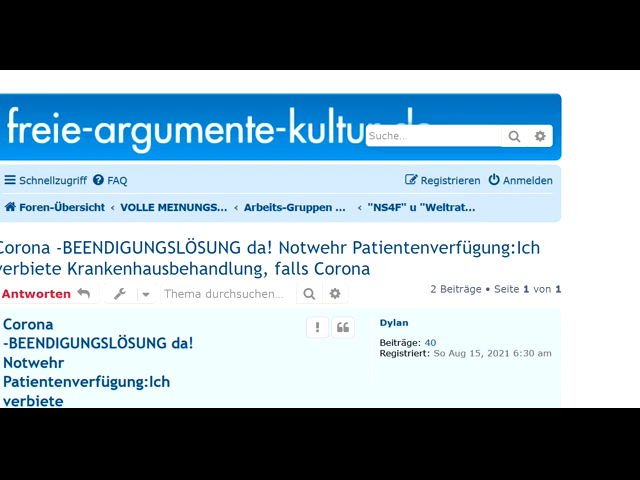 freie-argumente-kultur.de
Suche...
Schnellzugriff FAQ Registrieren Anmelden
Foren-Übersicht ‹ VOLLE MEINUNGS... ‹ Arbeits-Gruppen ... ‹ "NS4F" u "Weltrat...
Corona -BEENDIGUNGSLÖSUNG da! Notwehr Patientenverfügung:Ich
verbiete Krankenhausbehandlung, falls Corona
Antworten Thema durchsuchen... 2 Beiträge • Seite 1 von 1
Corona
-BEENDIGUNGSLÖSUNG da!
Notwehr
Patientenverfügung:Ich
verbiete
Dylan
Beiträge: 40
Registriert: So Aug 15, 2021 6:30 am